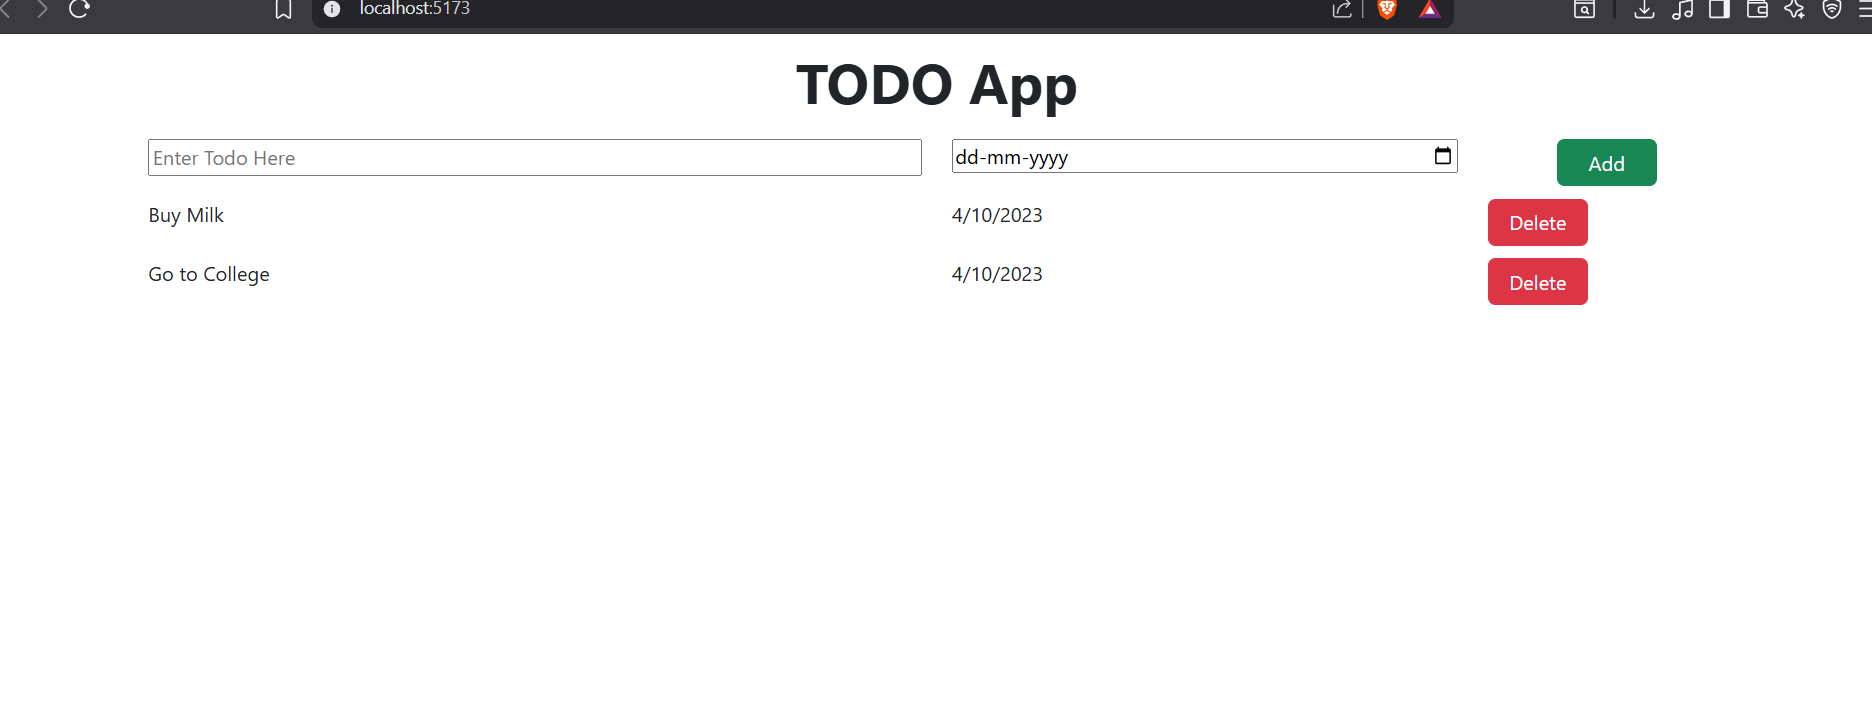 localhost:5173
TODO App
Enter Todo Here dd-mm-yyyy Add
Buy Milk 4/10/2023 Delete
Go to College 4/10/2023 Delete